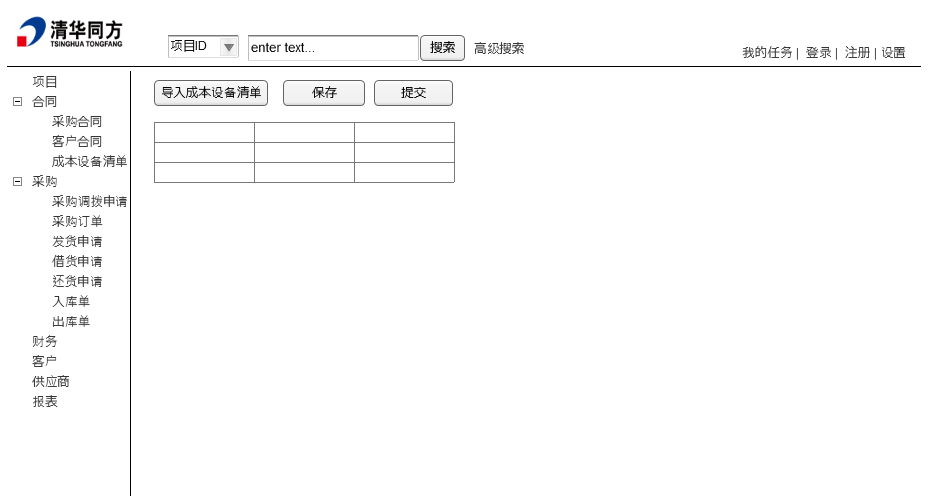 清华同方
TSINGHUA TONGFANG
项目ID
enter text...
搜索
高级搜索
我的任务 | 登录 | 注册 | 设置
项目
合同
采购合同
客户合同
成本设备清单
采购
采购调拨申请
采购订单
发货申请
借货申请
还货申请
入库单
出库单
财务
客户
供应商
报表
导入成本设备清单
保存
提交